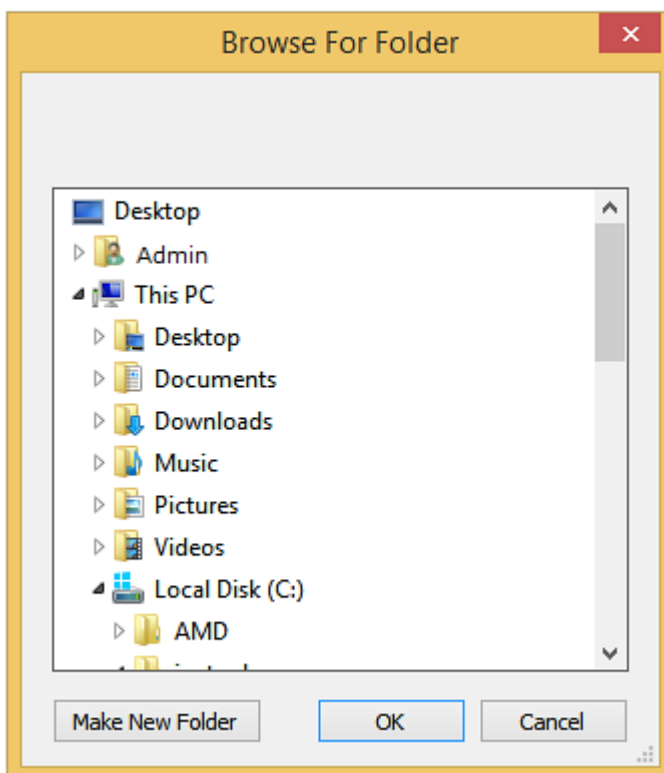 Browse For Folder
Desktop
Admin
This PC
Desktop
Documents
Downloads
Music
Pictures
Videos
Local Disk (C:)
AMD
Make New Folder OK Cancel